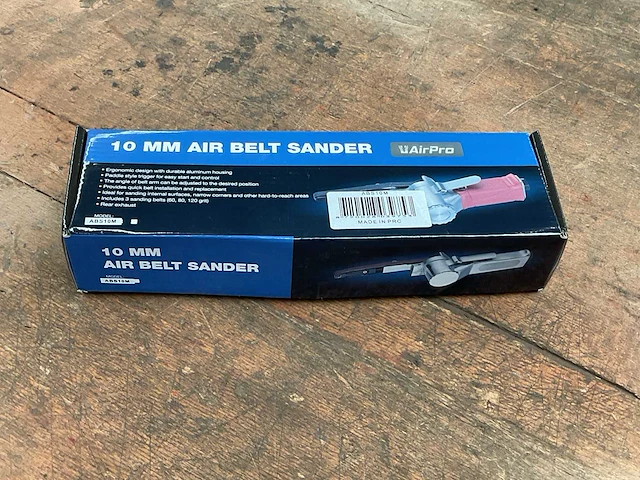 10 MM AIR BELT SANDER
AirPro
• Ergonomic design with durable aluminum housing
• Paddle style trigger for easy start and control
• The angle of belt arm can be adjusted to the desired position
• Provides quick belt installation and replacement
• Ideal for sanding internal surfaces, narrow corners and other hard-to-reach areas
• Includes 3 sanding belts (60, 80, 120 grit)
• Rear exhaust
MODEL:
ABS10M
ABS10M
MADE IN PRC
10 MM
AIR BELT SANDER
MODEL:
ABS10M